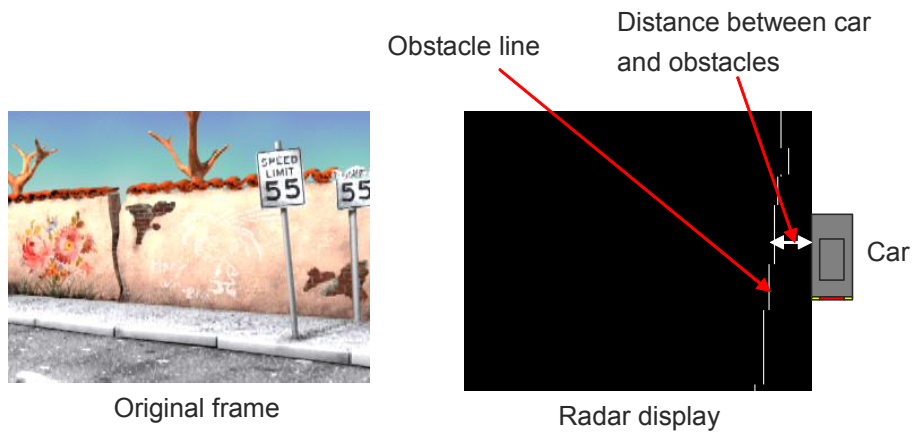 Distance between car
and obstacles
Obstacle line
SPEED
LIMIT
55
55
Car
Original frame
Radar display